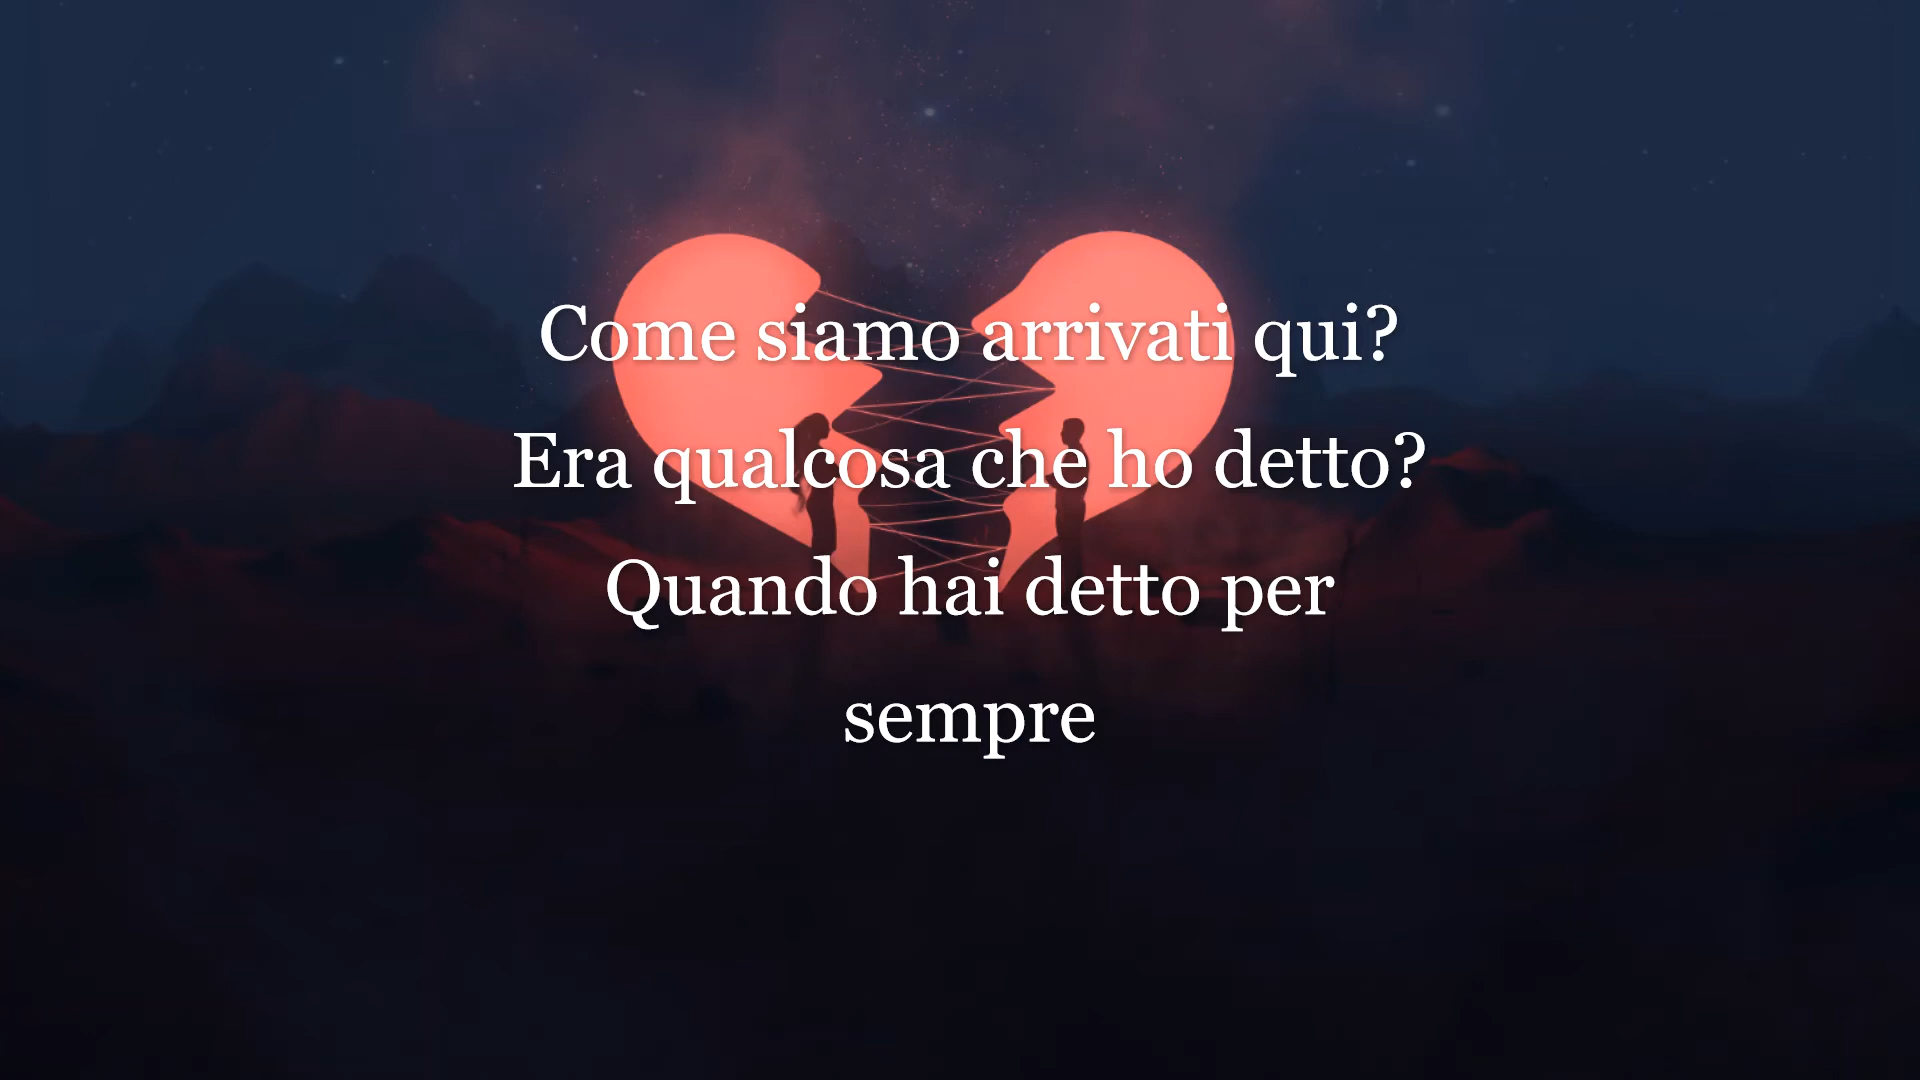 Come siamo arrivati qui?
Era qualcosa che ho detto?
Quando hai detto per
sempre